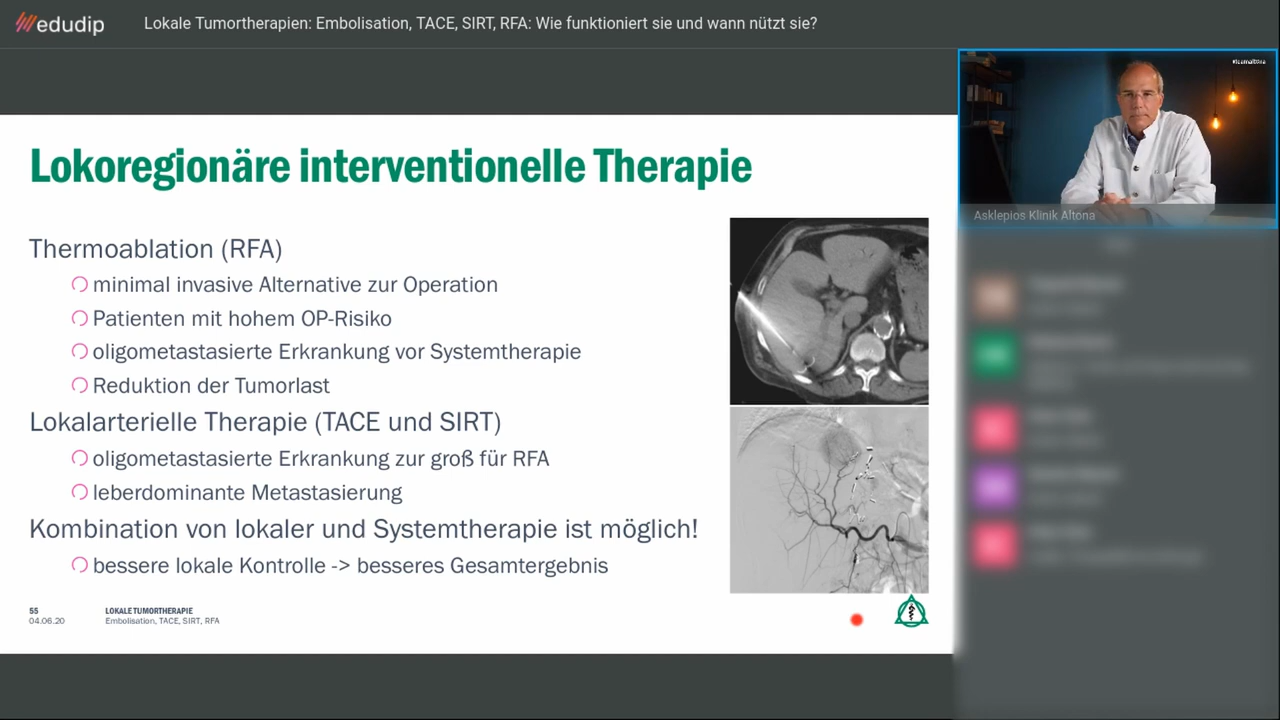 edudip
Lokale Tumortherapien: Embolisation, TACE, SIRT, RFA: Wie funktioniert sie und wann nützt sie?
Asklepios Klinik Altona
Lokoregionäre interventionelle Therapie
Thermoablation (RFA)
minimal invasive Alternative zur Operation
Patienten mit hohem OP-Risiko
oligometastasierte Erkrankung vor Systemtherapie
Reduktion der Tumorlast
Lokalarterielle Therapie (TACE und SIRT)
oligometastasierte Erkrankung zur groß für RFA
leberdominante Metastasierung
Kombination von lokaler und Systemtherapie ist möglich!
bessere lokale Kontrolle -> besseres Gesamtergebnis
55
LOKALE TUMORTHERAPIE
04.06.20
Embolisation, TACE, SIRT, RFA